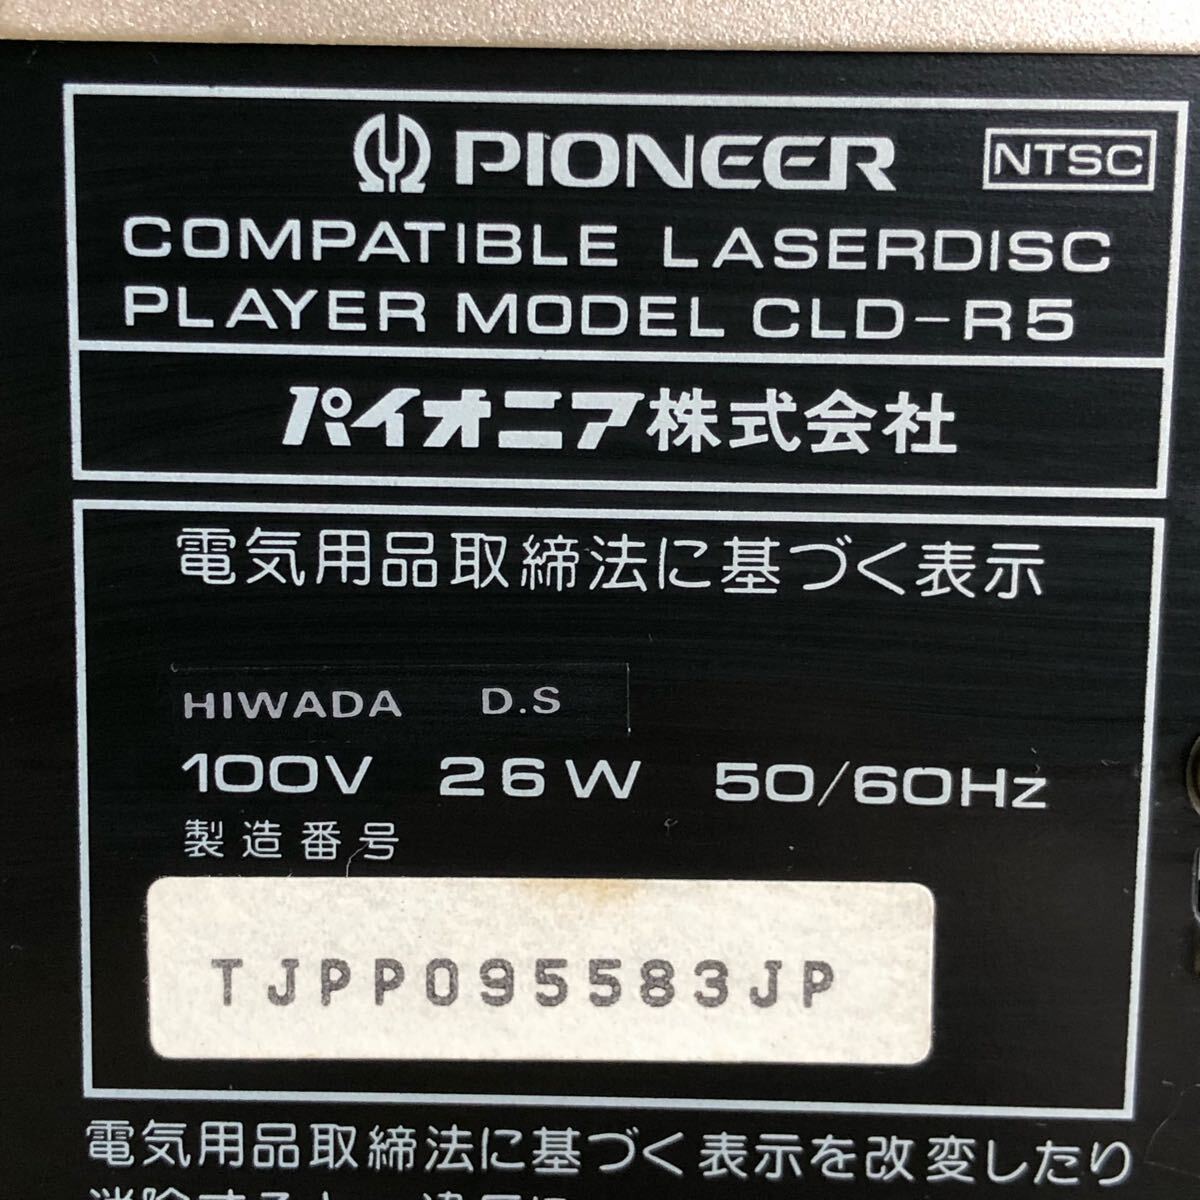 PIONEER NTSC
COMPATIBLE LASERDISC
PLAYER MODEL CLD-R5
パイオニア株式会社
電気用品取締法に基づく表示
HIWADA D.S
100V 26W 50/60Hz
製造番号
TJPP095583JP
電気用品取締法に基づく表示を改変したり